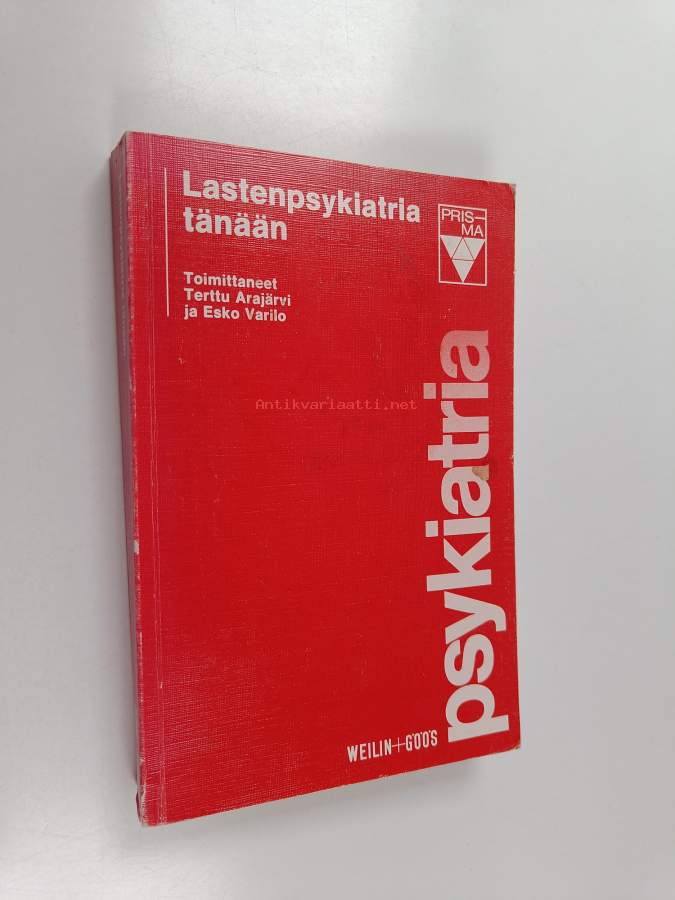 Lastenpsykiatria
tänään
PRIS–
MA
Toimittaneet
Terttu Arajärvi
ja Esko Varilo
Antikvariaatti.net
psykiatria
WEILIN+GÖÖS